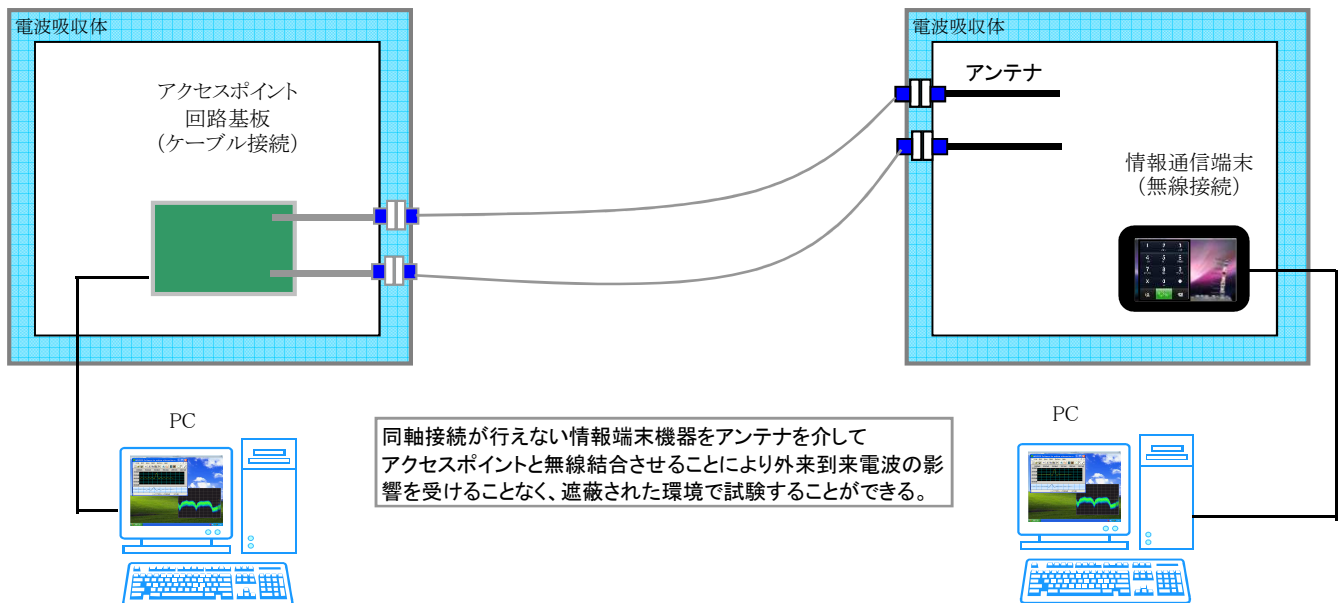 電波吸収体
アクセスポイント
回路基板
(ケーブル接続)
電波吸収体
アンテナ
情報通信端末
(無線接続)
PC
同軸接続が行えない情報端末機器をアンテナを介して
アクセスポイントと無線結合させることにより外来到来電波の影
響を受けることなく、遮蔽された環境で試験することができる。
PC